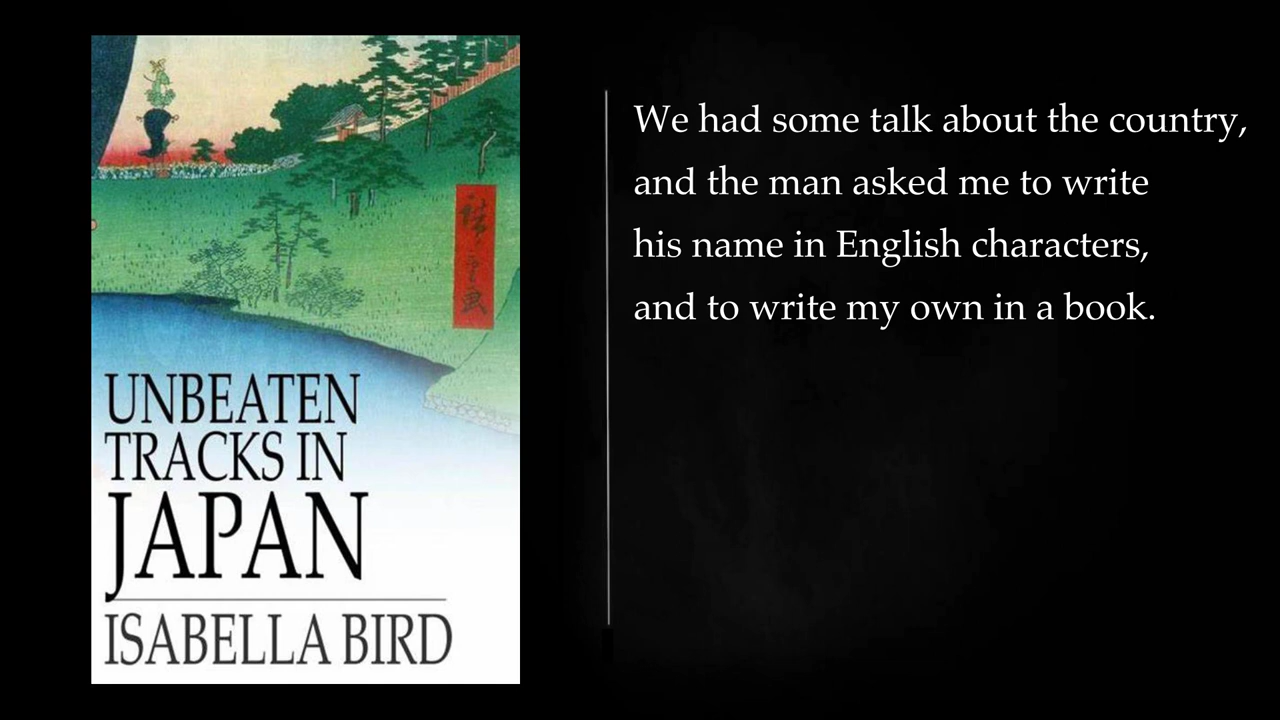 UNBEATEN
TRACKS IN
JAPAN
ISABELLA BIRD
We had some talk about the country,
and the man asked me to write
his name in English characters,
and to write my own in a book.